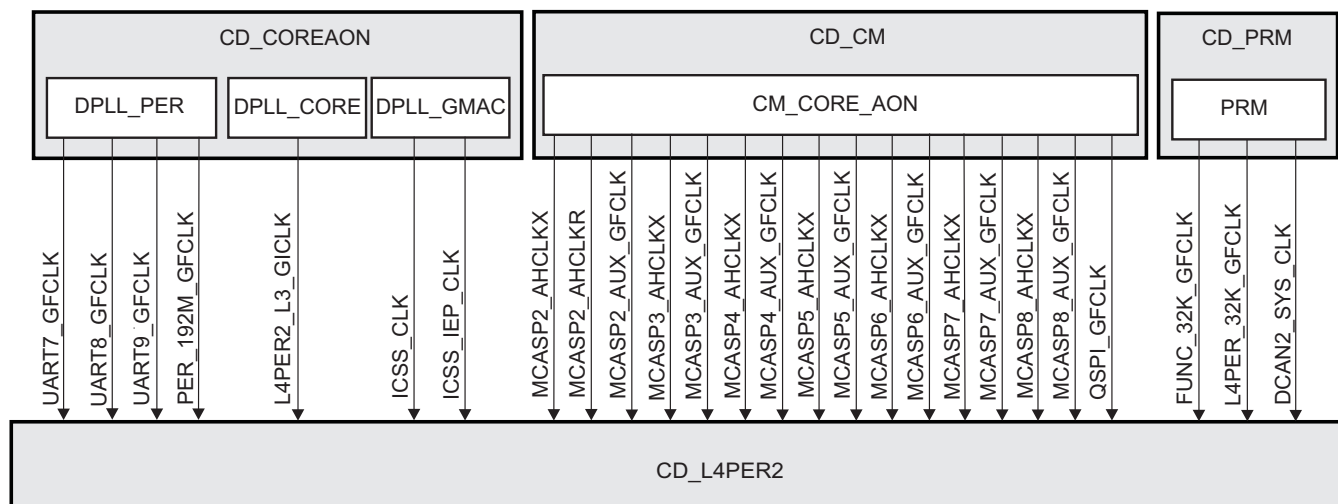 CD_COREAON
CD_CM
CD_PRM
DPLL_PER
DPLL_CORE
DPLL_GMAC
CM_CORE_AON
PRM
UART7_GFCLK
UART8_GFCLK
UART9_GFCLK
PER_192M_GFCLK
L4PER2_L3_GICLK
ICSS_CLK
ICSS_IEP_CLK
MCASP2_AHCLKX
MCASP2_AHCLKR
MCASP2_AUX_GFCLK
MCASP3_AHCLKX
MCASP3_AUX_GFCLK
MCASP4_AHCLKX
MCASP4_AUX_GFCLK
MCASP5_AHCLKX
MCASP5_AUX_GFCLK
MCASP6_AHCLKX
MCASP6_AUX_GFCLK
MCASP7_AHCLKX
MCASP7_AUX_GFCLK
MCASP8_AHCLKX
MCASP8_AUX_GFCLK
QSPI_GFCLK
FUNC_32K_GFCLK
L4PER_32K_GFCLK
DCAN2_SYS_CLK
CD_L4PER2